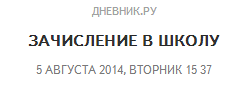 ДНЕВНИК.РУ
ЗАЧИСЛЕНИЕ В ШКОЛУ
5 АВГУСТА 2014, ВТОРНИК 15 37